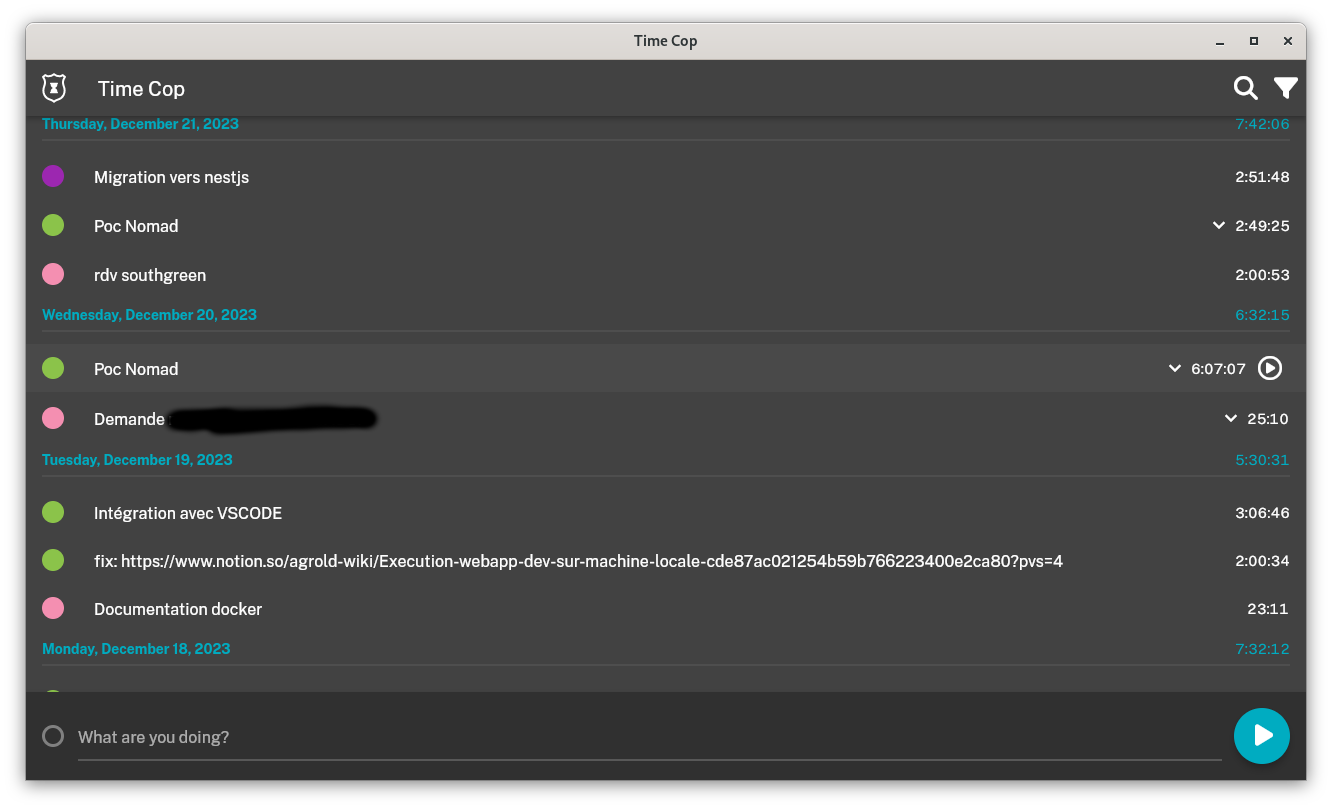 Time Cop
Time Cop
Thursday, December 21, 2023 7:42:06
Migration vers nestjs 2:51:48
Poc Nomad 2:49:25
rdv southgreen 2:00:53
Wednesday, December 20, 2023 6:32:15
Poc Nomad 6:07:07
Demande 25:10
Tuesday, December 19, 2023 5:30:31
Intégration avec VSCODE 3:06:46
fix: https://www.notion.so/agrold-wiki/Execution-webapp-dev-sur-machine-locale-cde87ac021254b59b766223400e2ca80?pvs=4 2:00:34
Documentation docker 23:11
Monday, December 18, 2023 7:32:12
What are you doing?